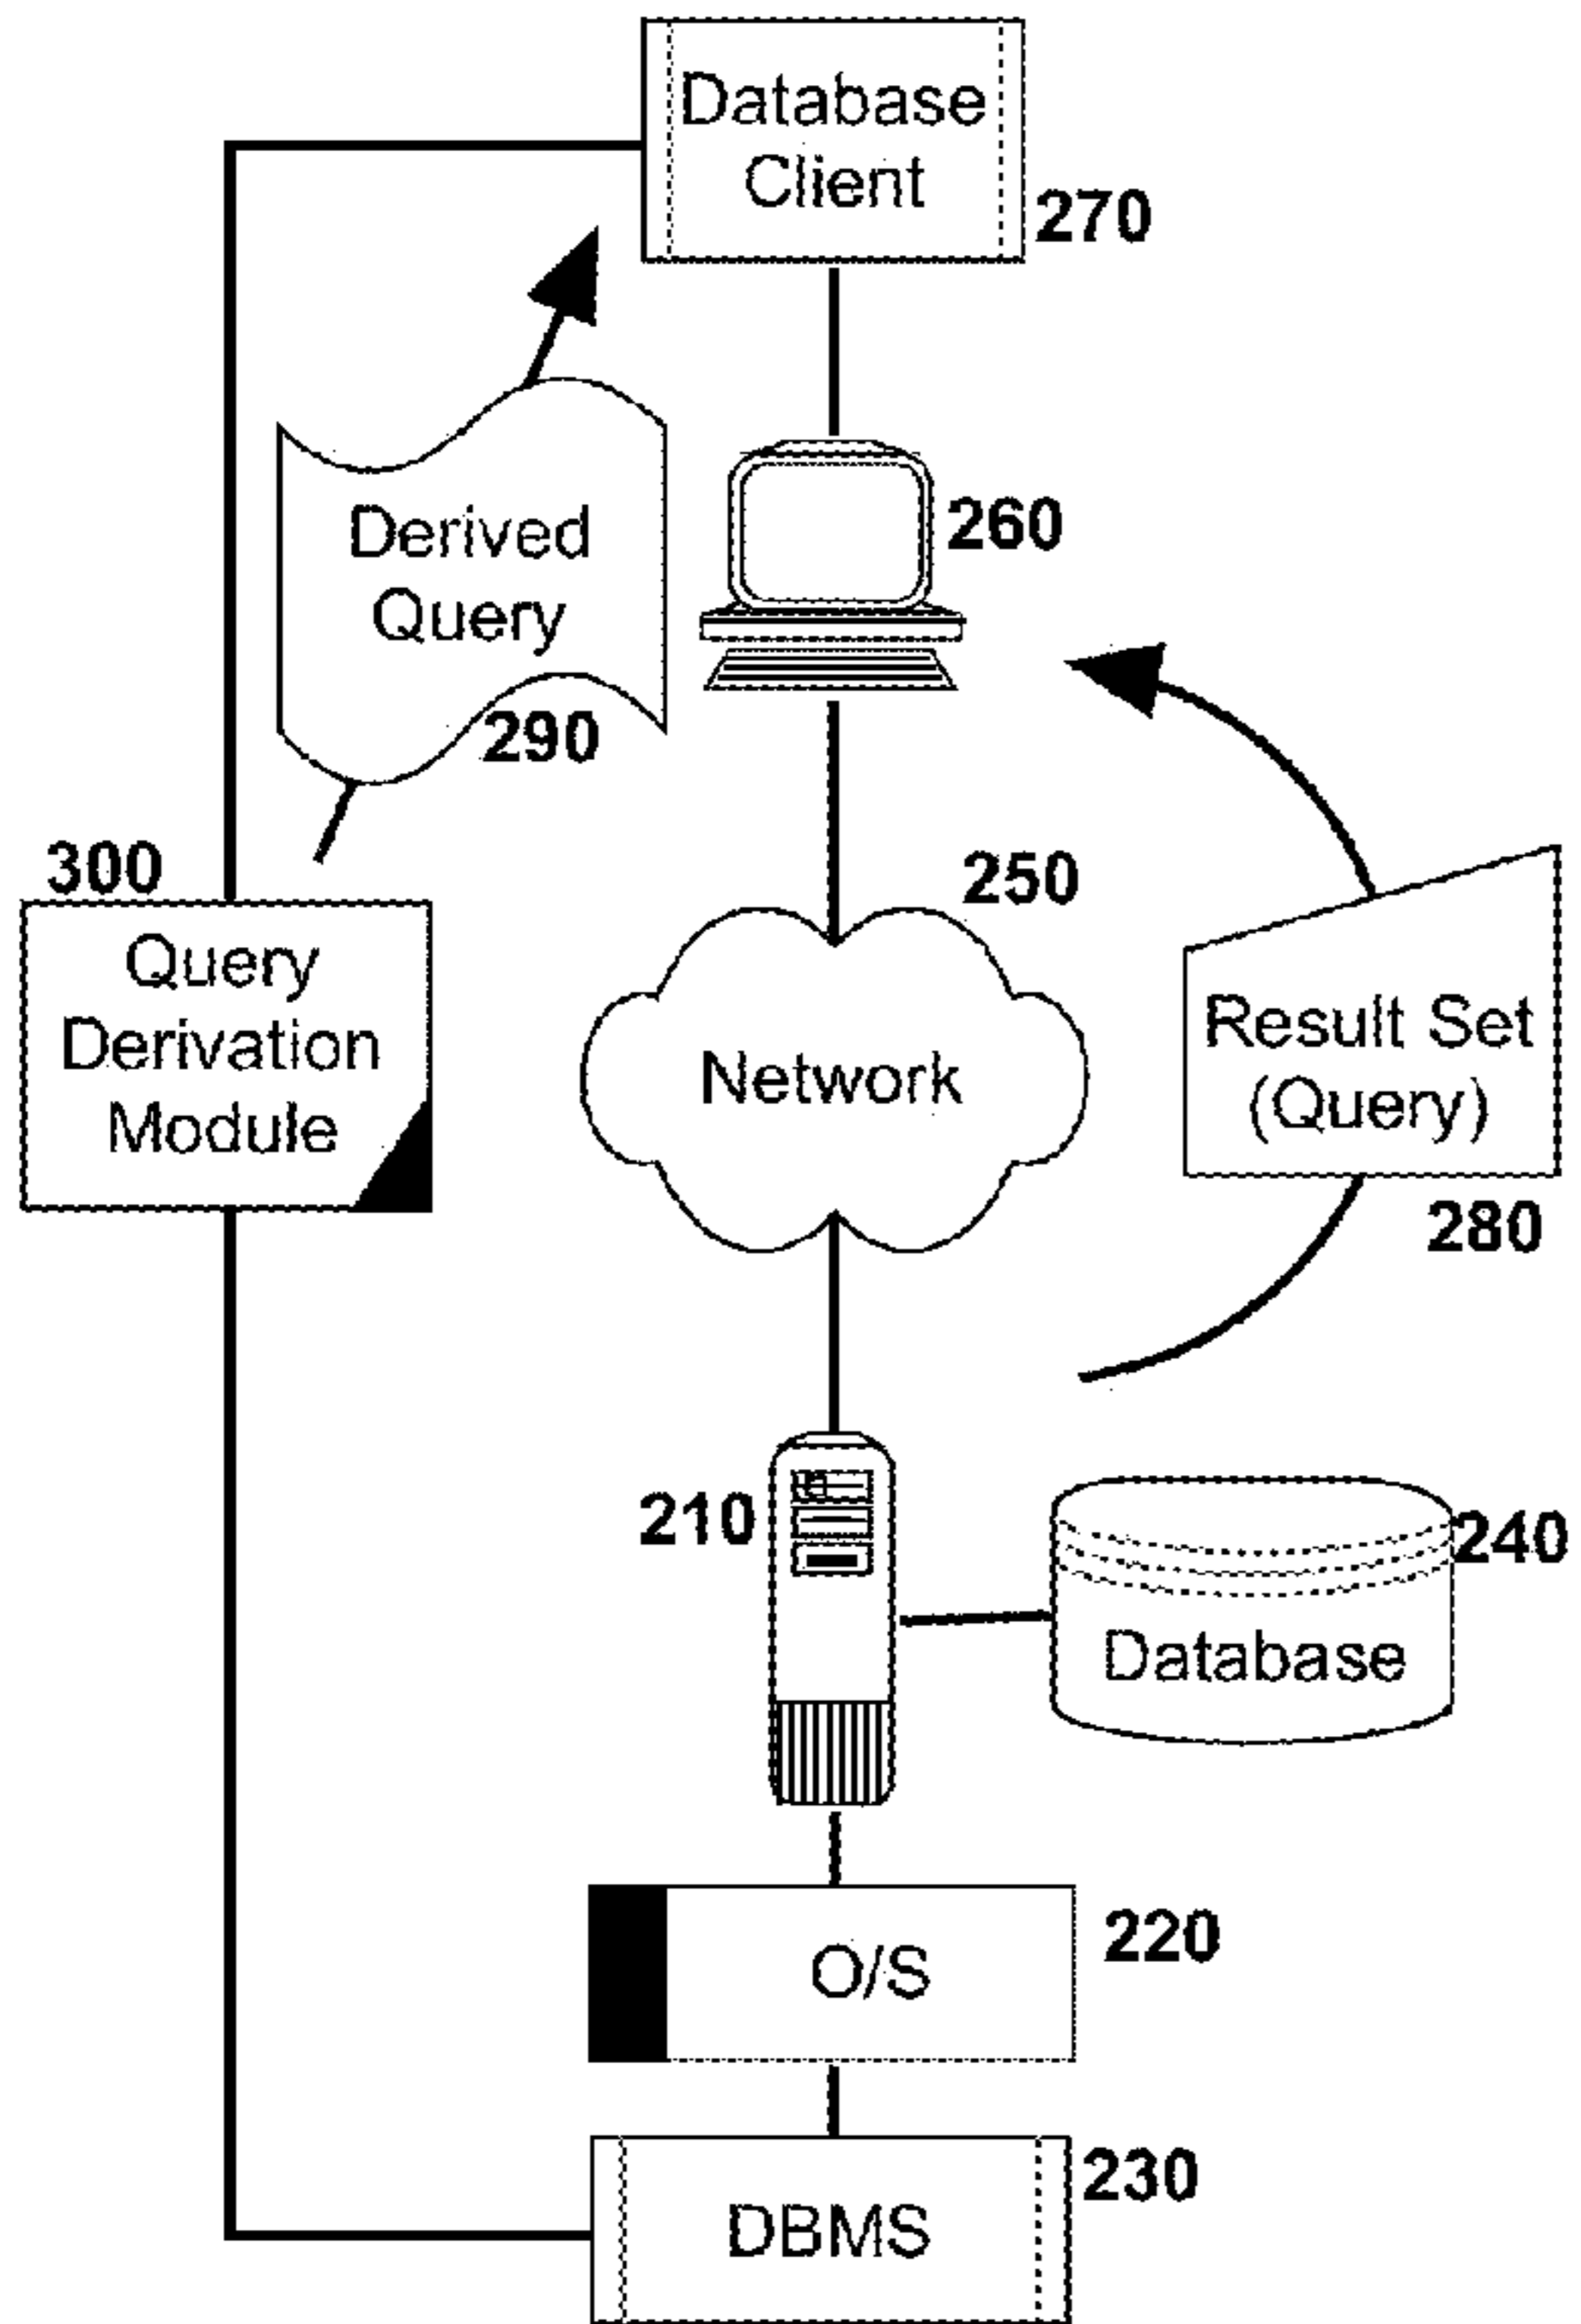 Database
Client
270
Derived
Query
290
260
300
Query
Derivation
Module
250
Network
Result Set
(Query)
280
210
240
Database
O/S
220
DBMS
230